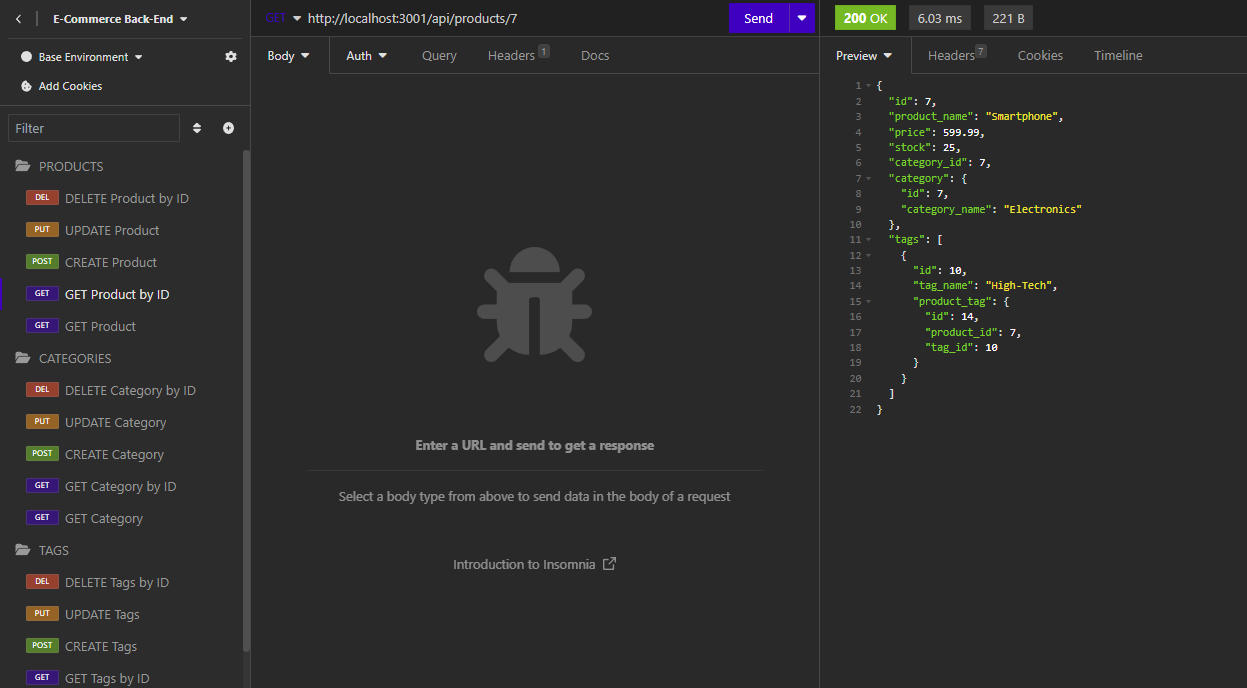 E-Commerce Back-End
Base Environment
Add Cookies
Filter
PRODUCTS
DEL DELETE Product by ID
PUT UPDATE Product
POST CREATE Product
GET GET Product by ID
GET GET Product
CATEGORIES
DEL DELETE Category by ID
PUT UPDATE Category
POST CREATE Category
GET GET Category by ID
GET GET Category
TAGS
DEL DELETE Tags by ID
PUT UPDATE Tags
POST CREATE Tags
GET GET Tags by ID
GET http://localhost:3001/api/products/7 Send
Body Auth Query Headers 1 Docs
Enter a URL and send to get a response
Select a body type from above to send data in the body of a request
Introduction to Insomnia
200 OK 6.03 ms 221 B
Preview Headers 7 Cookies Timeline
1 {
2 "id": 7,
3 "product_name": "Smartphone",
4 "price": 599.99,
5 "stock": 25,
6 "category_id": 7,
7 "category": {
8 "id": 7,
9 "category_name": "Electronics"
10 },
11 "tags": [
12 {
13 "id": 10,
14 "tag_name": "High-Tech",
15 "product_tag": {
16 "id": 14,
17 "product_id": 7,
18 "tag_id": 10
19 }
20 }
21 ]
22 }